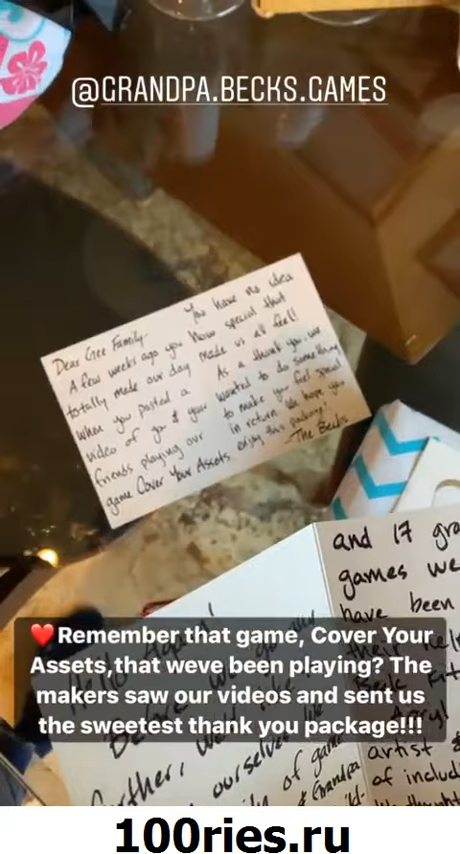 @GRANDPA.BECKS.GAMES
Dear Gee Family-
A few weeks ago you
totally made our day
when you posted a
video of you & your
friends playing our
game Cover Your Assets.
You have no idea
how special that
made us all feel!
As a thank you, we
wanted to do something
to make you feel special
in return. We hope you
enjoy this package!
-The Becks
and 17 gra
games we
have been
❤️Remember that game, Cover Your
Assets,that weve been playing? The
makers saw our videos and sent us
the sweetest thank you package!!!
ourselves
of game
& Grandpa
artist &
of includ
100ries.ru